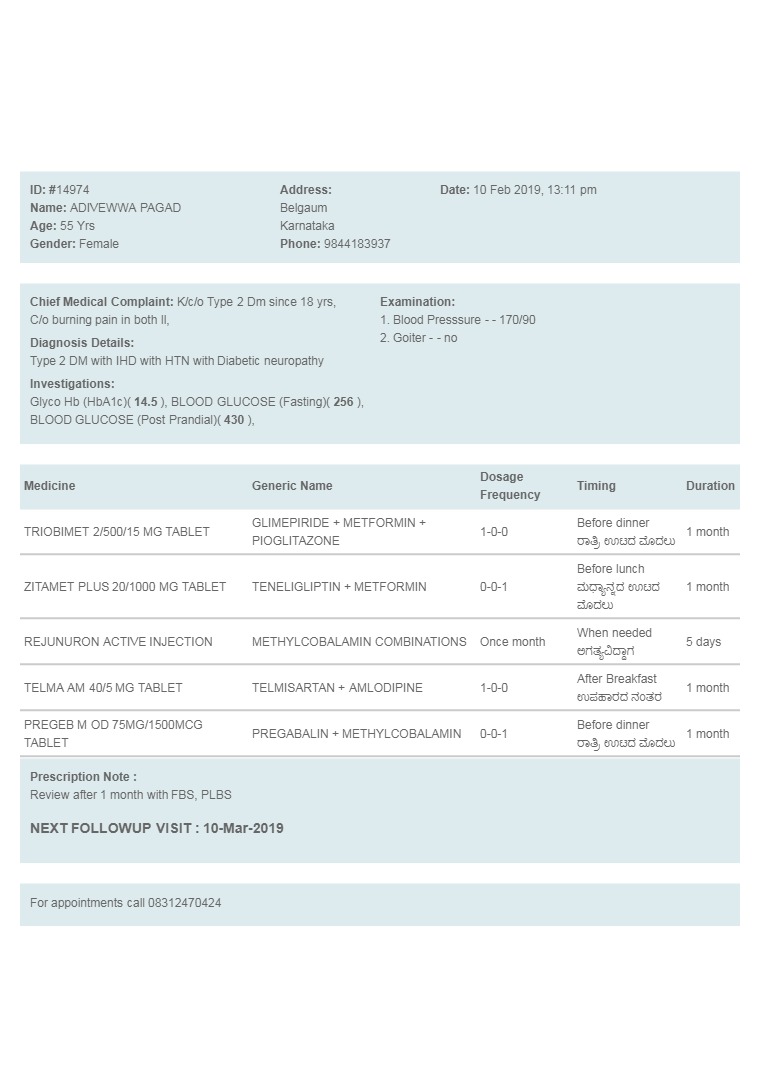 ID: #14974
Name: ADIVEWWA PAGAD
Age: 55 Yrs
Gender: Female
Address:
Belgaum
Karnataka
Phone: 9844183937
Date: 10 Feb 2019, 13:11 pm
Chief Medical Complaint: K/c/o Type 2 Dm since 18 yrs,
C/o burning pain in both ll,
Diagnosis Details:
Type 2 DM with IHD with HTN with Diabetic neuropathy
Investigations:
Glyco Hb (HbA1c)( 14.5 ), BLOOD GLUCOSE (Fasting)( 256 ),
BLOOD GLUCOSE (Post Prandial)( 430 ),
Examination:
1. Blood Presssure - - 170/90
2. Goiter - - no
Medicine Generic Name Dosage Frequency Timing Duration
TRIOBIMET 2/500/15 MG TABLET GLIMEPIRIDE + METFORMIN + PIOGLITAZONE 1-0-0 Before dinner ರಾತ್ರಿ ಊಟದ ಮೊದಲು 1 month
ZITAMET PLUS 20/1000 MG TABLET TENELIGLIPTIN + METFORMIN 0-0-1 Before lunch ಮಧ್ಯಾನ್ನದ ಊಟದ ಮೊದಲು 1 month
REJUNURON ACTIVE INJECTION METHYLCOBALAMIN COMBINATIONS Once month When needed ಅಗತ್ಯವಿದ್ದಾಗ 5 days
TELMA AM 40/5 MG TABLET TELMISARTAN + AMLODIPINE 1-0-0 After Breakfast ಉಪಹಾರದ ನಂತರ 1 month
PREGEB M OD 75MG/1500MCG TABLET PREGABALIN + METHYLCOBALAMIN 0-0-1 Before dinner ರಾತ್ರಿ ಊಟದ ಮೊದಲು 1 month
Prescription Note :
Review after 1 month with FBS, PLBS
NEXT FOLLOWUP VISIT : 10-Mar-2019
For appointments call 08312470424